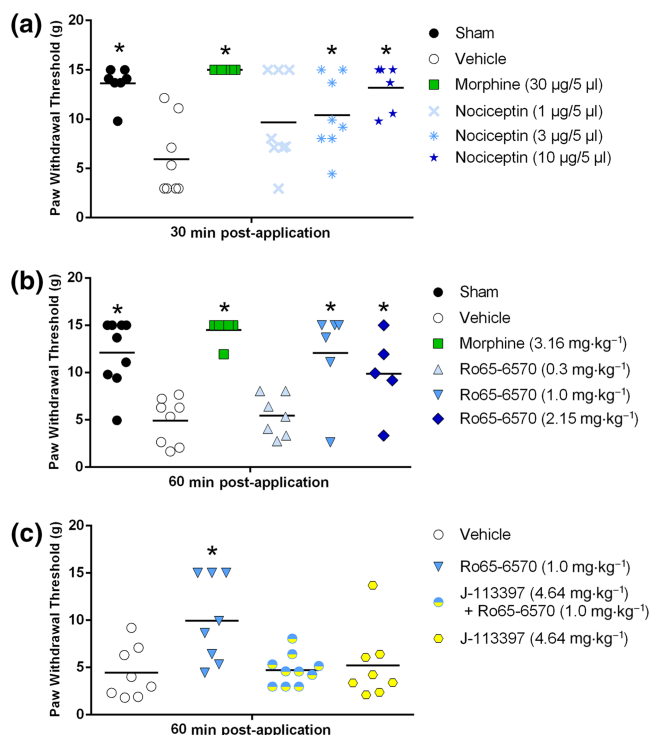 (a)
Paw Withdrawal Threshold (g)
20
15
10
5
0
*
*
*
*
30 min post-application
Sham
Vehicle
Morphine (30 µg/5 µl)
Nociceptin (1 µg/5 µl)
Nociceptin (3 µg/5 µl)
Nociceptin (10 µg/5 µl)
(b)
Paw Withdrawal Threshold (g)
20
15
10
5
0
*
*
*
*
60 min post-application
Sham
Vehicle
Morphine (3.16 mg·kg⁻¹)
Ro65-6570 (0.3 mg·kg⁻¹)
Ro65-6570 (1.0 mg·kg⁻¹)
Ro65-6570 (2.15 mg·kg⁻¹)
(c)
Paw Withdrawal Threshold (g)
20
15
10
5
0
*
60 min post-application
Vehicle
Ro65-6570 (1.0 mg·kg⁻¹)
J-113397 (4.64 mg·kg⁻¹)
+ Ro65-6570 (1.0 mg·kg⁻¹)
J-113397 (4.64 mg·kg⁻¹)